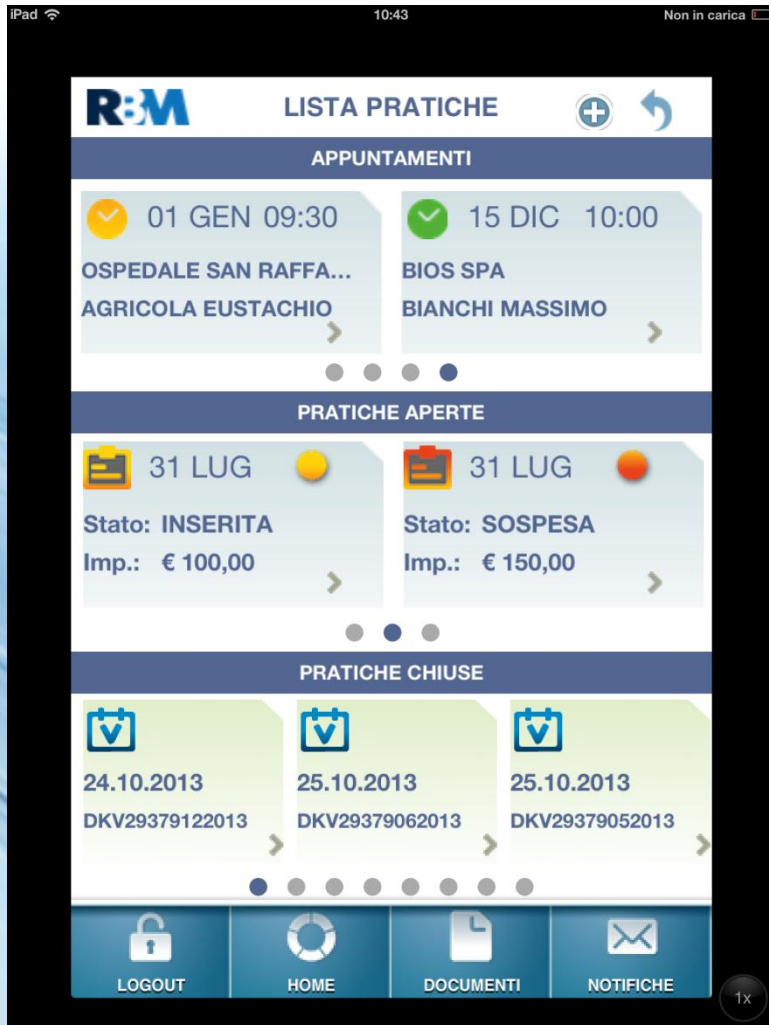 iPad 10:43 Non in carica
RBM LISTA PRATICHE
APPUNTAMENTI
01 GEN 09:30 15 DIC 10:00
OSPEDALE SAN RAFFA... BIOS SPA
AGRICOLA EUSTACHIO BIANCHI MASSIMO
PRATICHE APERTE
31 LUG 31 LUG
Stato: INSERITA Stato: SOSPESA
Imp.: € 100,00 Imp.: € 150,00
PRATICHE CHIUSE
24.10.2013 25.10.2013 25.10.2013
DKV29379122013 DKV29379062013 DKV29379052013
LOGOUT HOME DOCUMENTI NOTIFICHE
1x